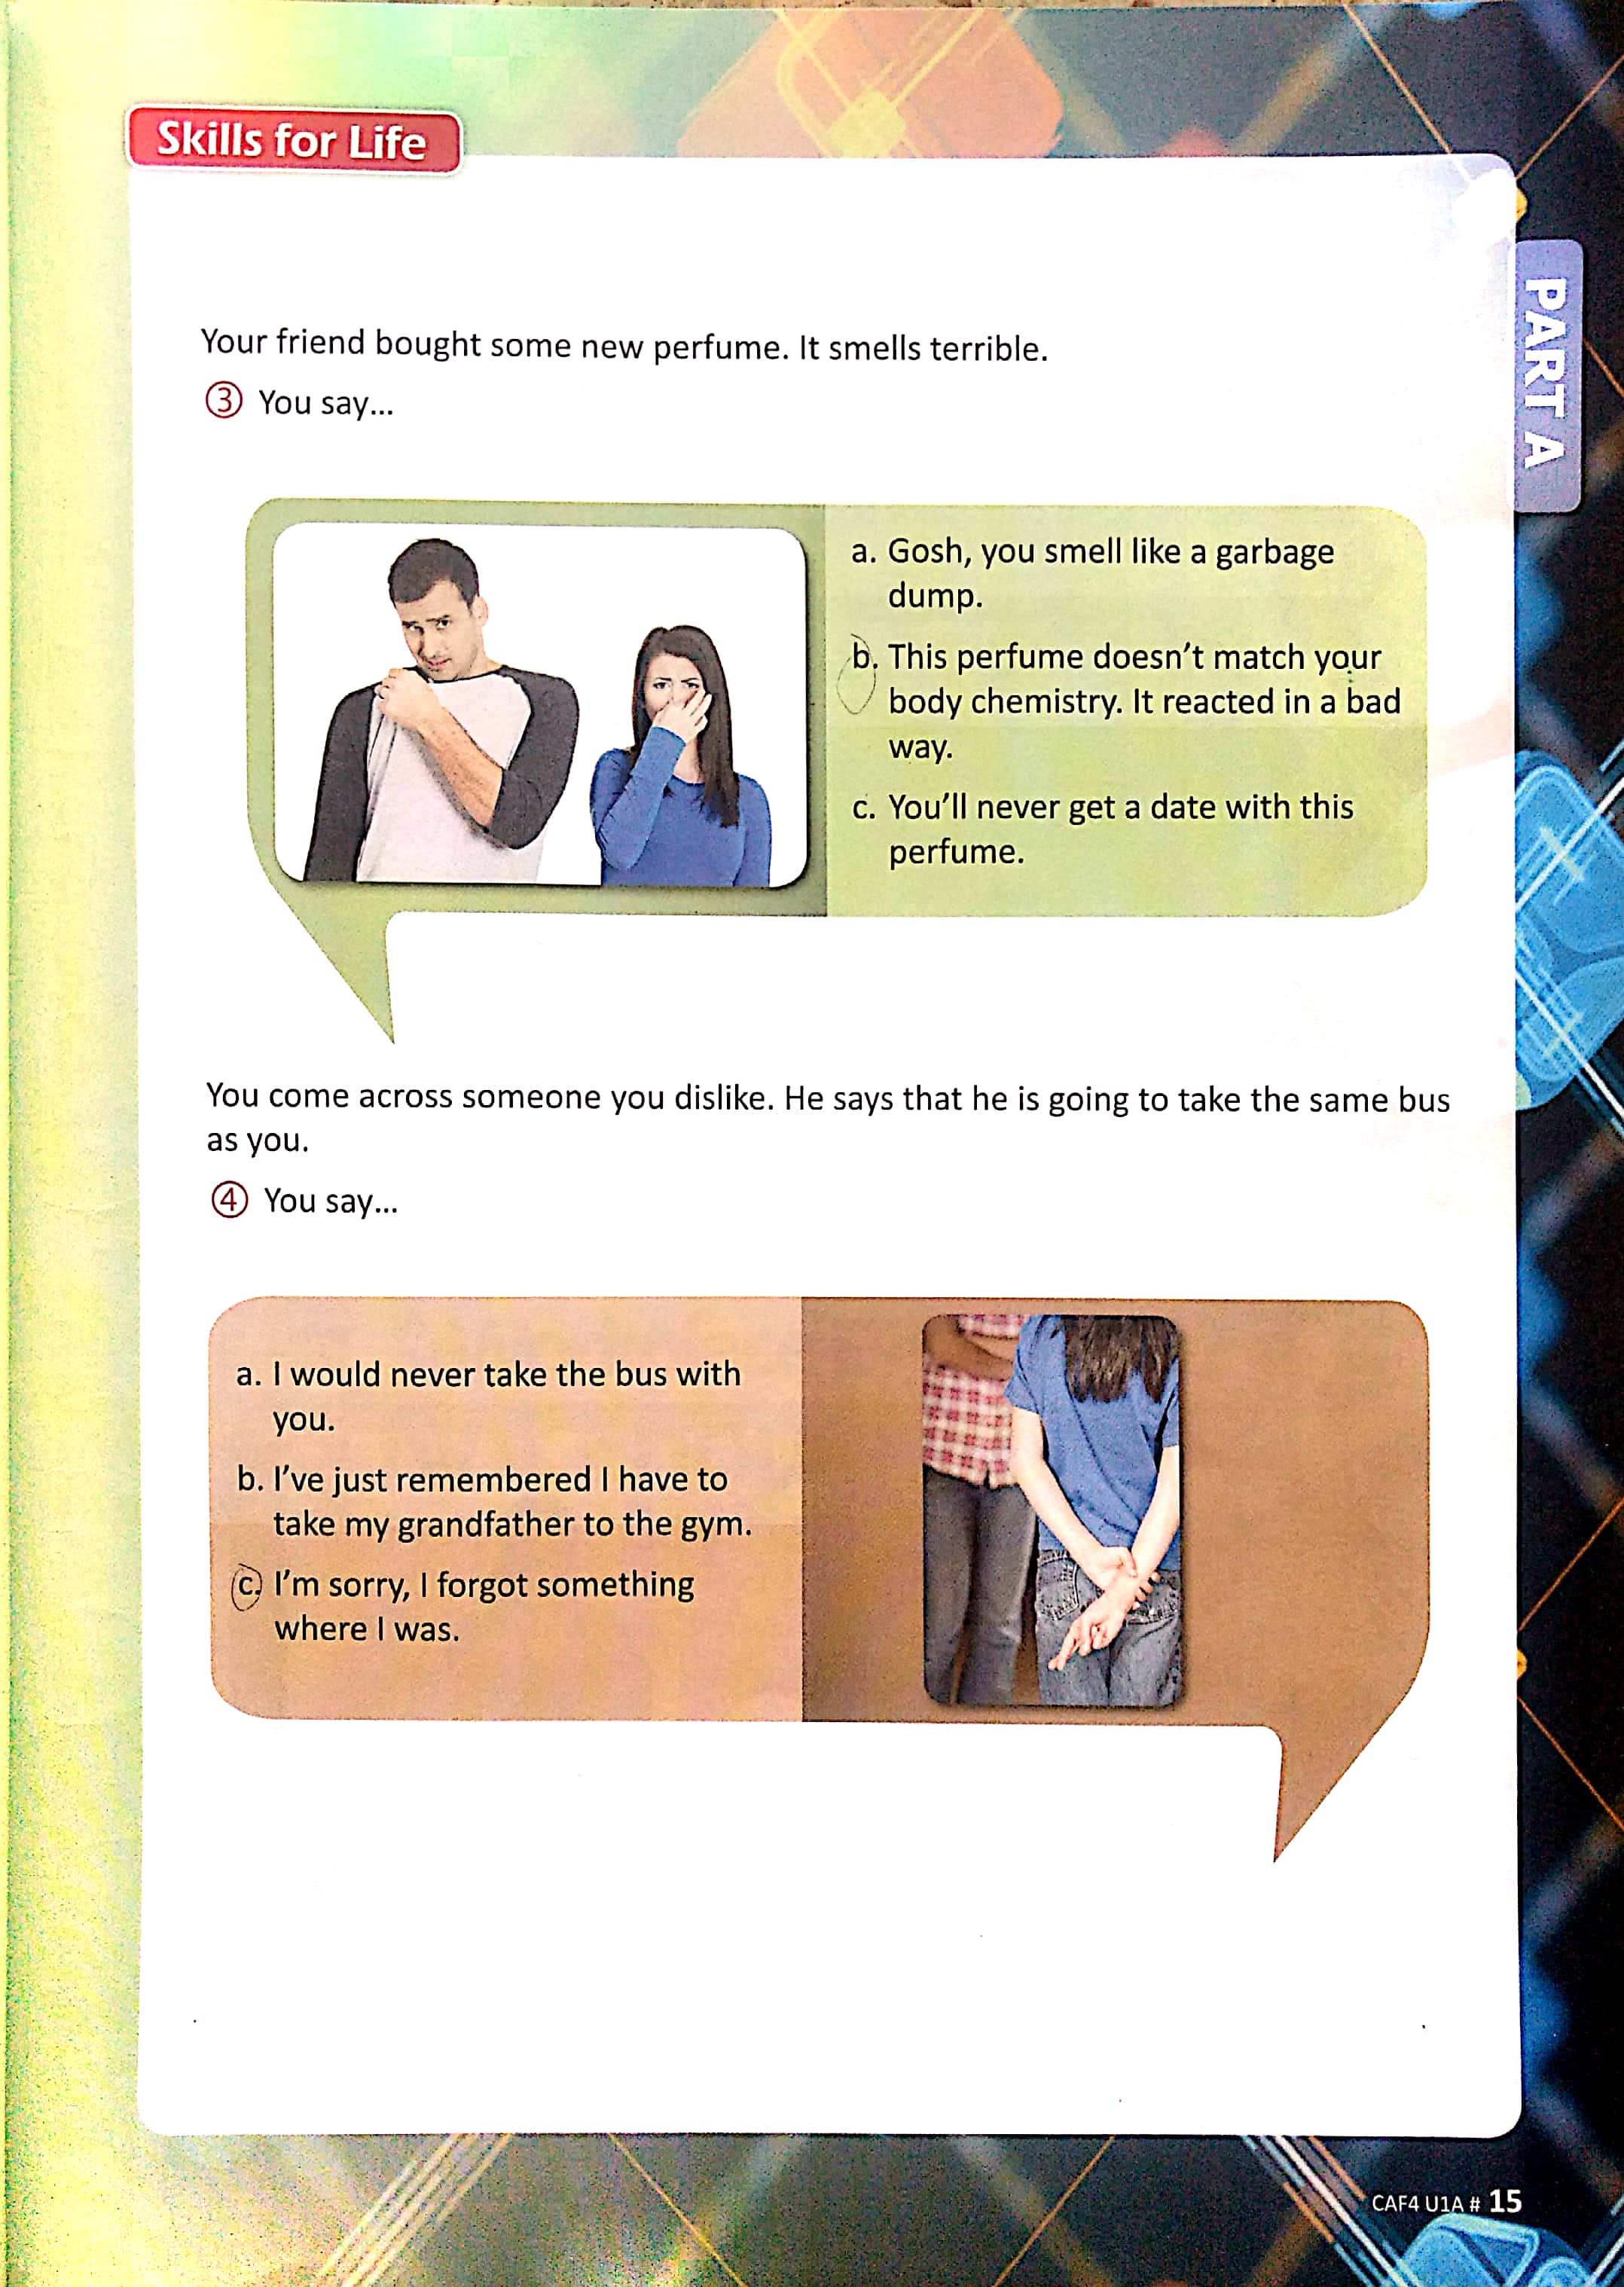 Skills for Life
PART A
Your friend bought some new perfume. It smells terrible.
③ You say...
a. Gosh, you smell like a garbage
dump.
b. This perfume doesn't match your
body chemistry. It reacted in a bad
way.
c. You'll never get a date with this
perfume.
You come across someone you dislike. He says that he is going to take the same bus
as you.
④ You say...
a. I would never take the bus with
you.
b. I've just remembered I have to
take my grandfather to the gym.
c. I'm sorry, I forgot something
where I was.
CAF4 U1A # 15